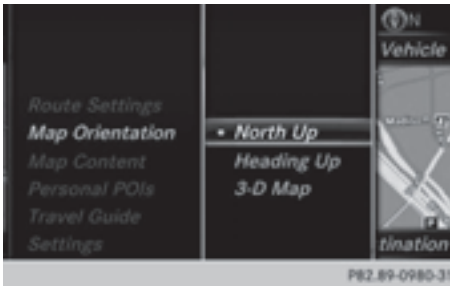 N
Vehicle
Route Settings
Map Orientation
• North Up
Map Content
Heading Up
Personal POIs
3-D Map
Travel Guide
Settings
tination
P82.89-0980-31